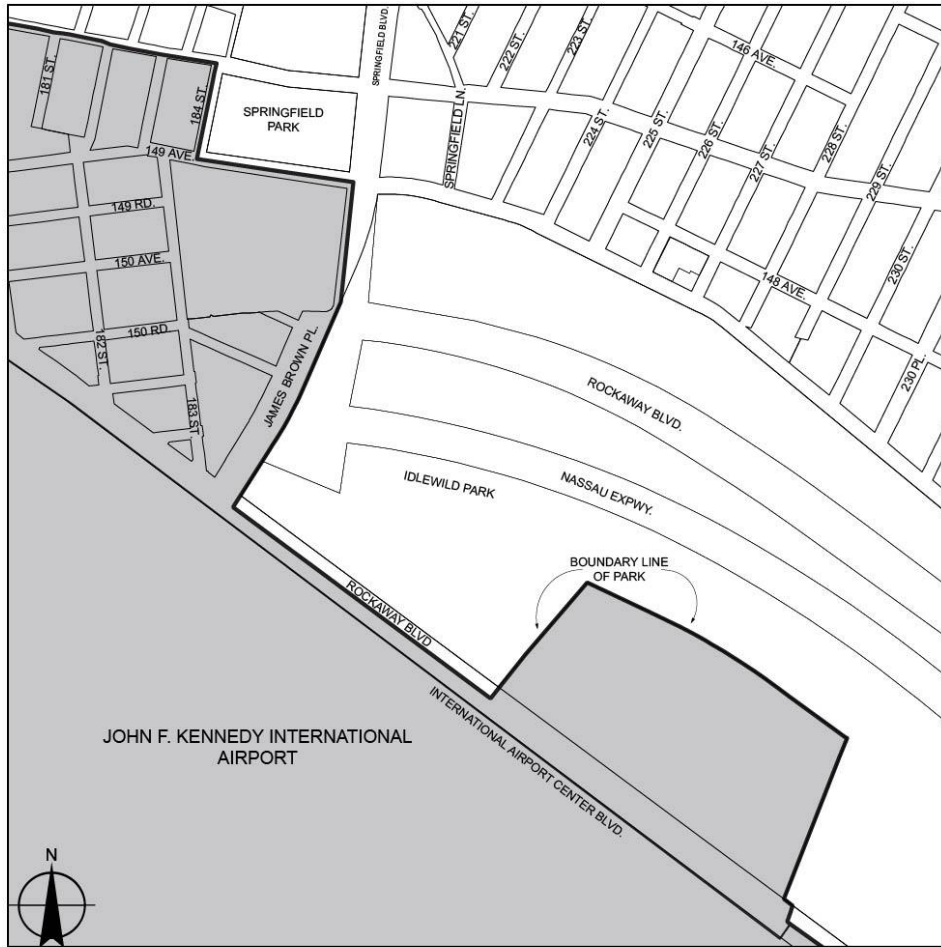 181 ST.
184 ST.
SPRINGFIELD
PARK
SPRINGFIELD BLVD.
221 ST.
222 ST.
223 ST.
SPRINGFIELD LN.
146 AVE.
224 ST.
225 ST.
226 ST.
227 ST.
228 ST.
229 ST.
230 ST.
230 PL.
148 AVE.
149 AVE.
149 RD.
150 AVE.
150 RD
182 ST.
183 ST.
JAMES BROWN PL.
ROCKAWAY BLVD.
NASSAU EXPWY.
IDLEWILD PARK
BOUNDARY LINE
OF PARK
ROCKAWAY BLVD
INTERNATIONAL AIRPORT CENTER BLVD.
JOHN F. KENNEDY INTERNATIONAL
AIRPORT
N